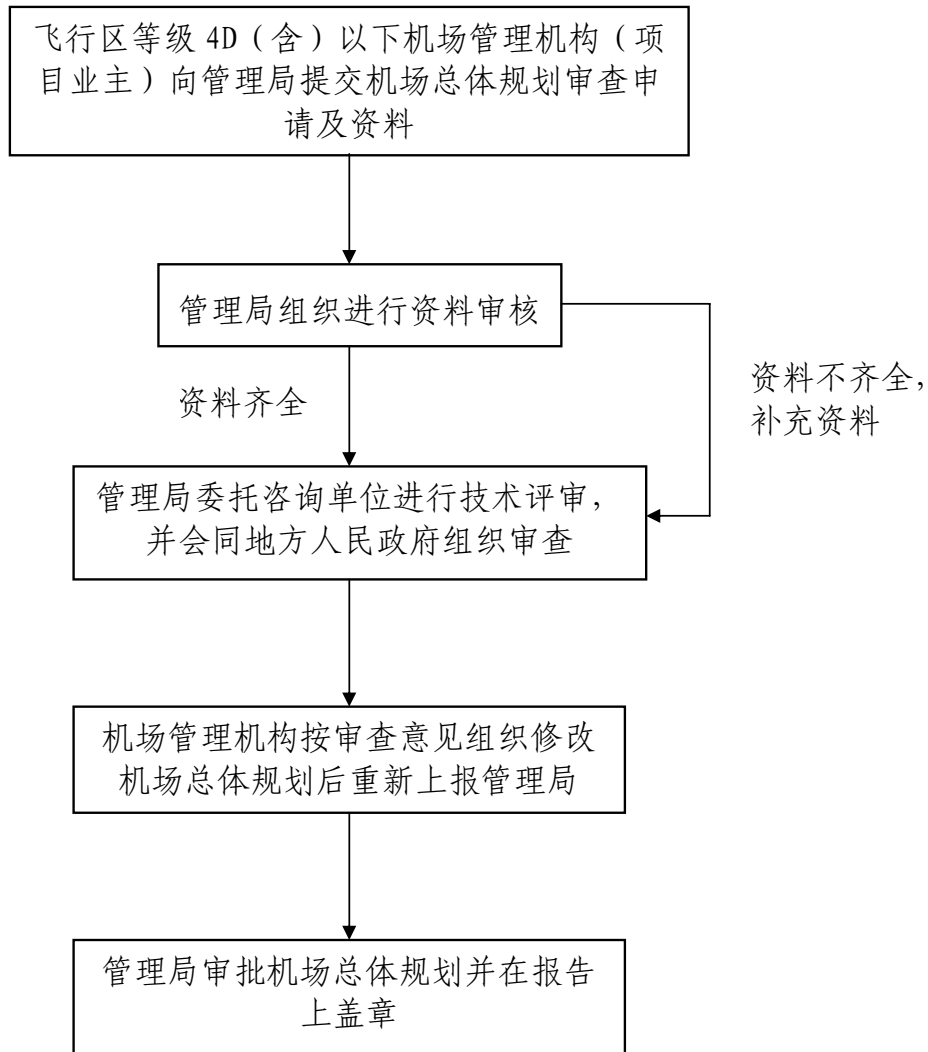 飞行区等级 4D（含）以下机场管理机构（项
目业主）向管理局提交机场总体规划审查申
请及资料
管理局组织进行资料审核
资料齐全
资料不齐全，
补充资料
管理局委托咨询单位进行技术评审，
并会同地方人民政府组织审查
机场管理机构按审查意见组织修改
机场总体规划后重新上报管理局
管理局审批机场总体规划并在报告
上盖章